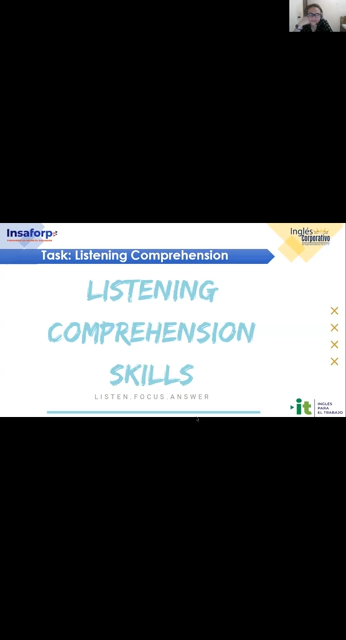 Insaforp
Inglés
Corporativo
Task: Listening Comprehension
LISTENING
COMPREHENSION
SKILLS
LISTEN.FOCUS.ANSWER
it
INGLÉS
PARA
EL TRABAJO